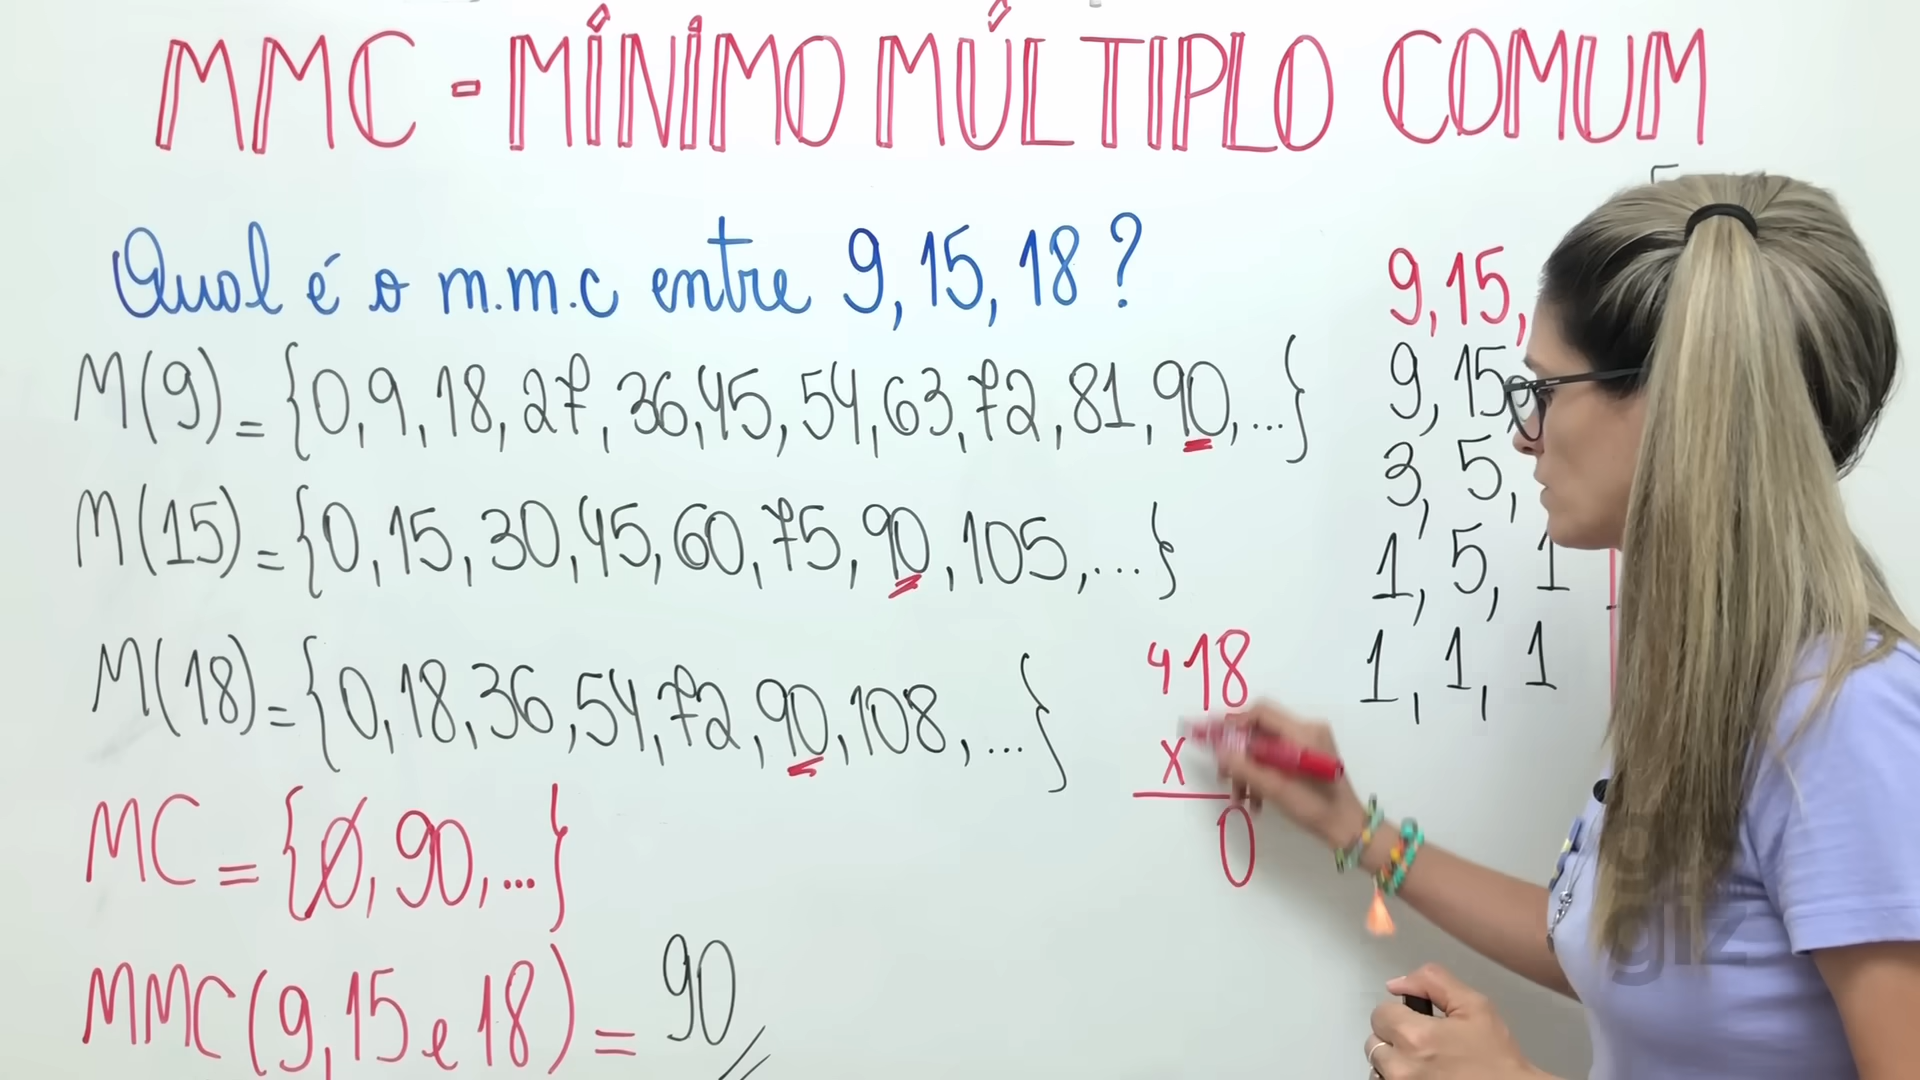 MMC - MÍNIMO MÚLTIPLO COMUM
Qual é o m.m.c entre 9, 15, 18?
M(9) = {0, 9, 18, 27, 36, 45, 54, 63, 72, 81, 90, ...}
M(15) = {0, 15, 30, 45, 60, 75, 90, 105, ...}
M(18) = {0, 18, 36, 54, 72, 90, 108, ...}
MC = {0, 90, ...}
MMC(9, 15 e 18) = 90
4 18
x
0
9, 15,
9, 15,
3, 5,
1, 5, 1
1, 1, 1
giz